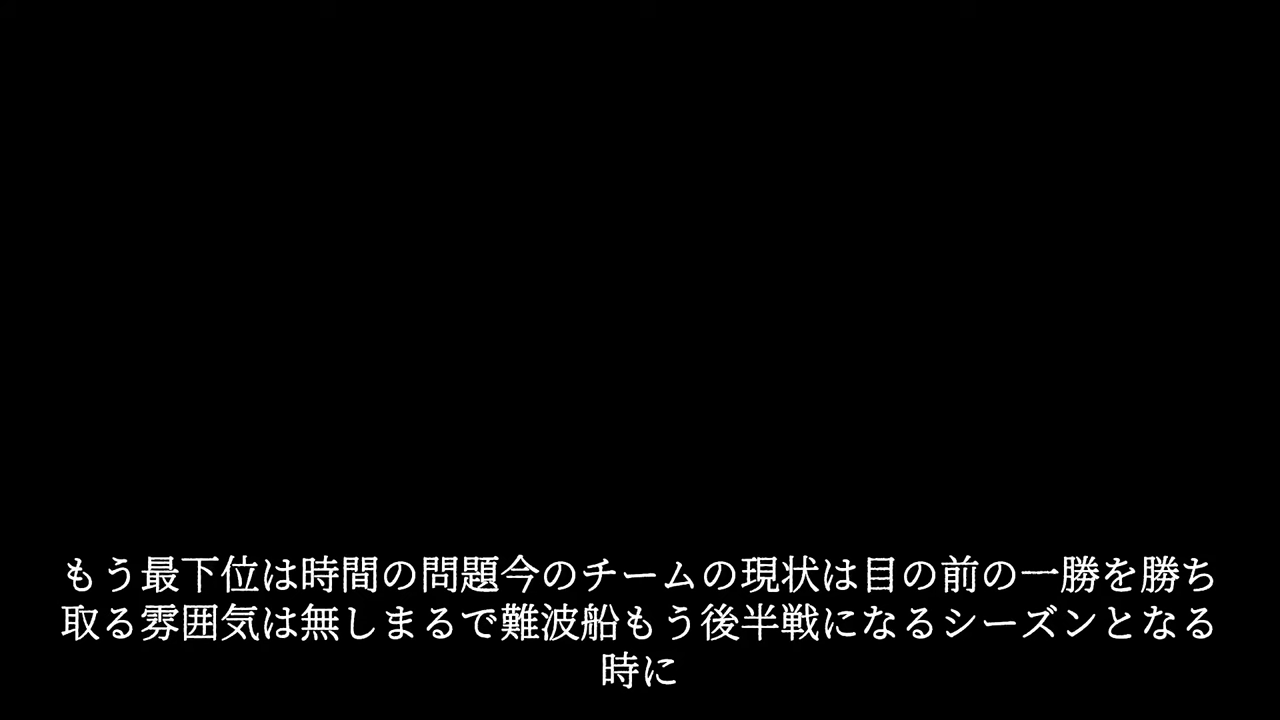 もう最下位は時間の問題今のチームの現状は目の前の一勝を勝ち
取る雰囲気は無しまるで難波船もう後半戦になるシーズンとなる
時に